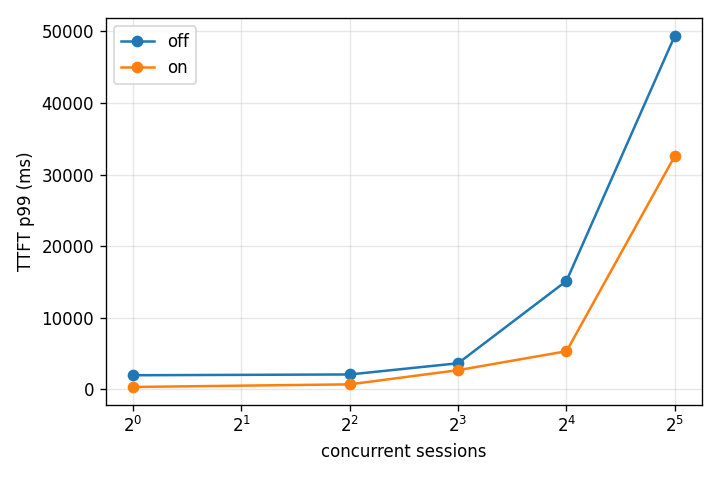 off
on
50000
40000
30000
20000
10000
0
TTFT p99 (ms)
2⁰ 2¹ 2² 2³ 2⁴ 2⁵
concurrent sessions